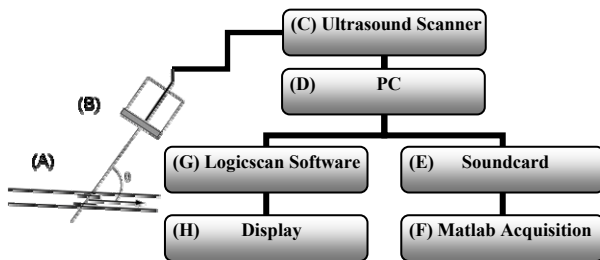 (C) Ultrasound Scanner
(D) PC
(B)
(A)
θ
(G) Logicscan Software
(E) Soundcard
(H) Display
(F) Matlab Acquisition